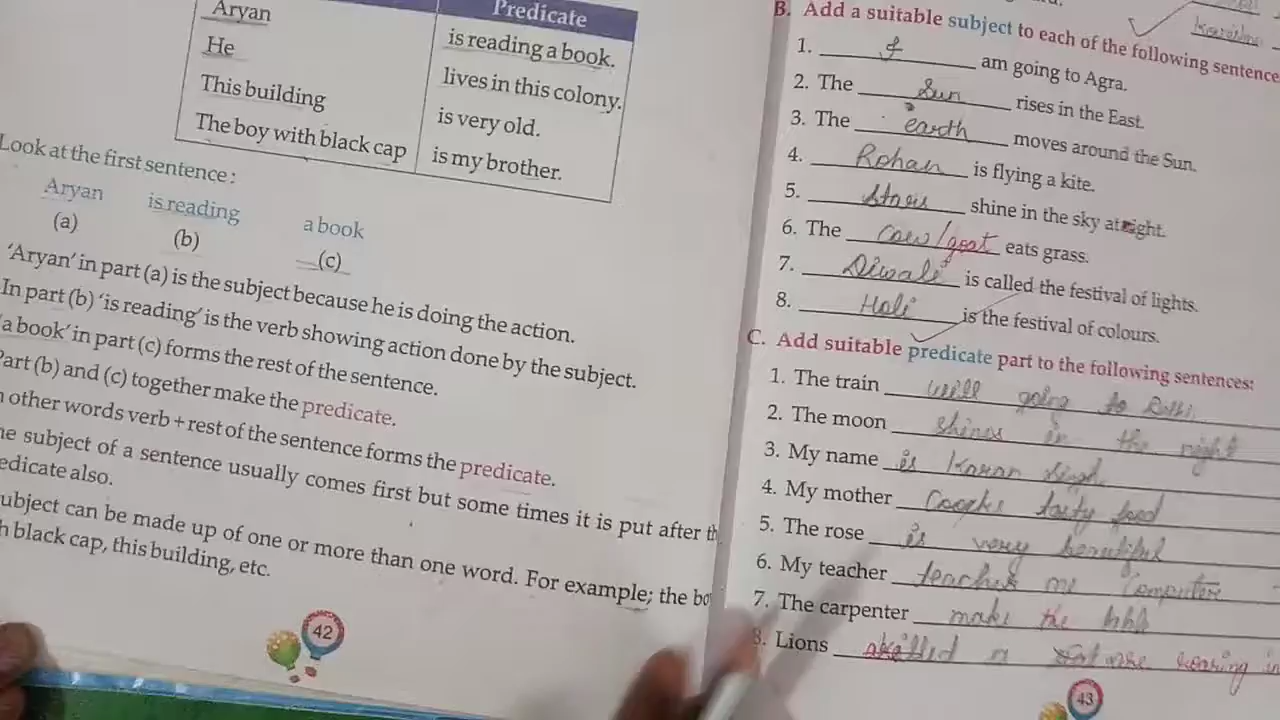 Predicate
Aryan is reading a book.
He lives in this colony.
This building is very old.
The boy with black cap is my brother.
Look at the first sentence :
Aryan is reading a book
(a) (b) (c)
'Aryan' in part (a) is the subject because he is doing the action.
In part (b) 'is reading' is the verb showing action done by the subject.
'a book' in part (c) forms the rest of the sentence.
Part (b) and (c) together make the predicate.
other words verb + rest of the sentence forms the predicate.
subject of a sentence usually comes first but some times it is put after
also.
can be made up of one or more than one word. For example; the
black cap, this building, etc.
42
B. Add a suitable subject to each of the following sentence
1. I am going to Agra.
2. The Sun rises in the East.
3. The earth moves around the Sun.
4. Rohan is flying a kite.
5. Stars shine in the sky at night.
6. The cow/goat eats grass.
7. Diwali is called the festival of lights.
8. Holi is the festival of colours.
C. Add suitable predicate part to the following sentences:
1. The train will going to
2. The moon shines in the night
3. My name is Karan Singh
4. My mother tasty food
5. The rose is very beautiful
6. My teacher teaches me Computer
7. The carpenter make the
8. Lions
43